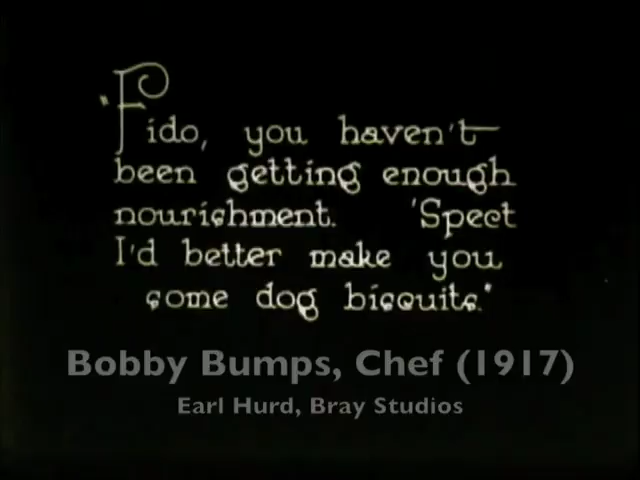 "Fido, you haven't
been getting enough
nourishment. 'Spect
I'd better make you
some dog biscuits."
Bobby Bumps, Chef (1917)
Earl Hurd, Bray Studios